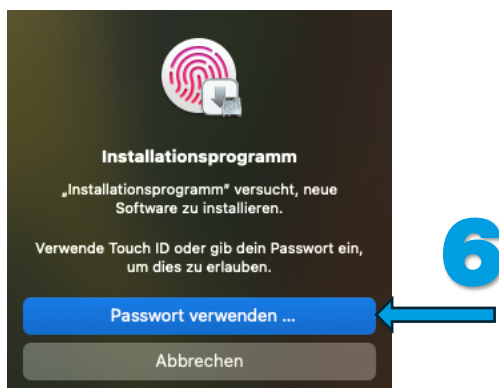 Installationsprogramm
„Installationsprogramm" versucht, neue
Software zu installieren.
Verwende Touch ID oder gib dein Passwort ein,
um dies zu erlauben.
Passwort verwenden ...
6
Abbrechen